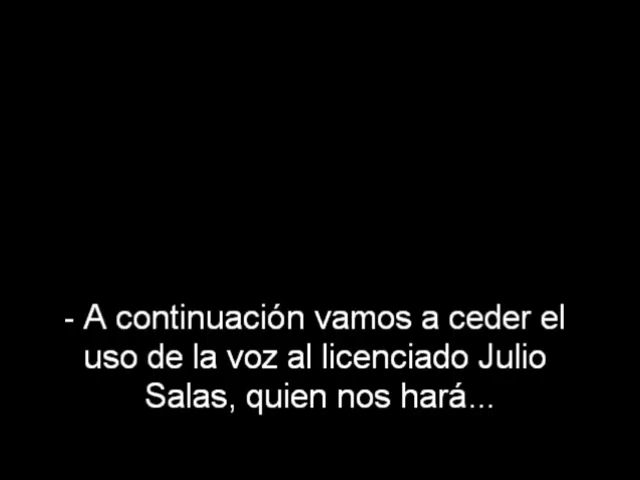 - A continuación vamos a ceder el
uso de la voz al licenciado Julio
Salas, quien nos hará...